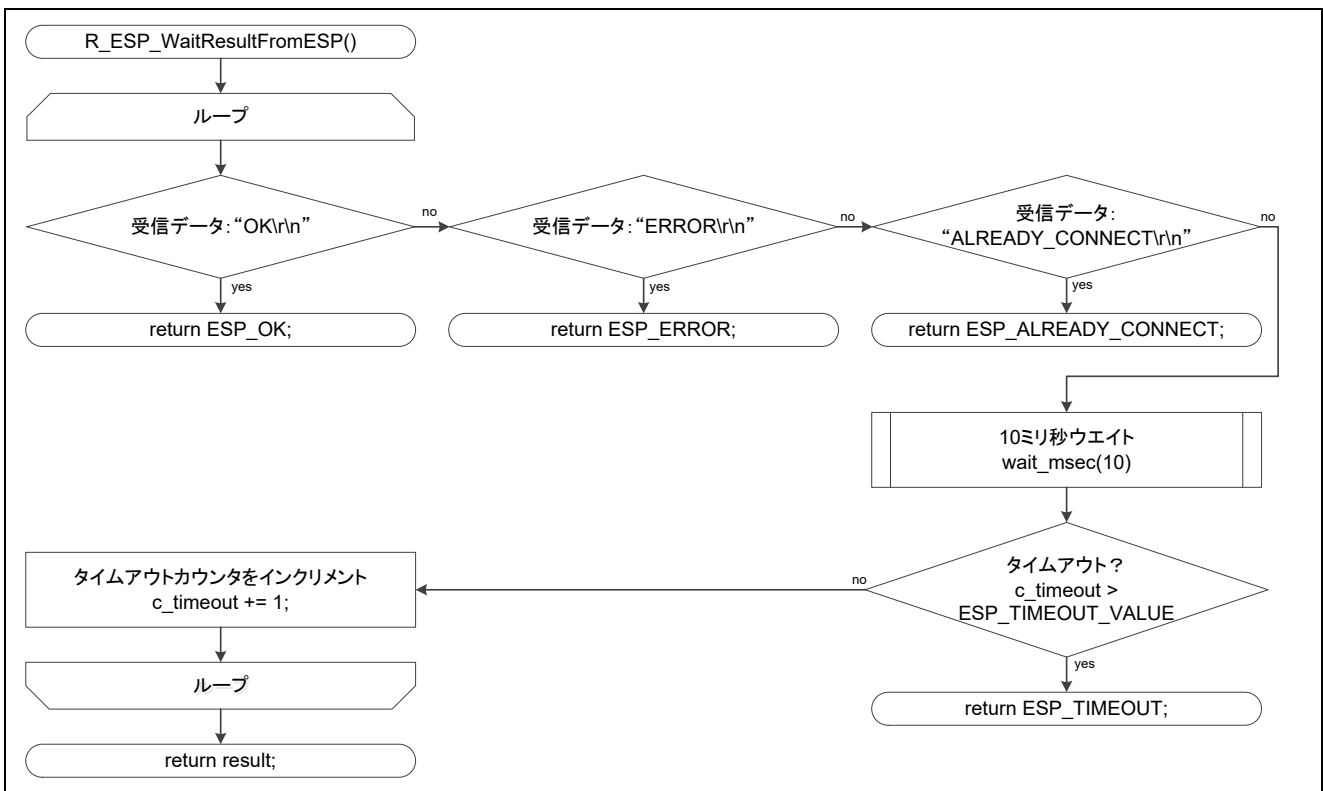 R_ESP_WaitResultFromESP()
ループ
受信データ:“OK\r\n”
no
受信データ:“ERROR\r\n”
no
受信データ:
“ALREADY_CONNECT\r\n”
no
yes
yes
yes
return ESP_OK;
return ESP_ERROR;
return ESP_ALREADY_CONNECT;
10ミリ秒ウエイト
wait_msec(10)
タイムアウト？
c_timeout >
ESP_TIMEOUT_VALUE
no
yes
タイムアウトカウンタをインクリメント
c_timeout += 1;
ループ
return ESP_TIMEOUT;
return result;